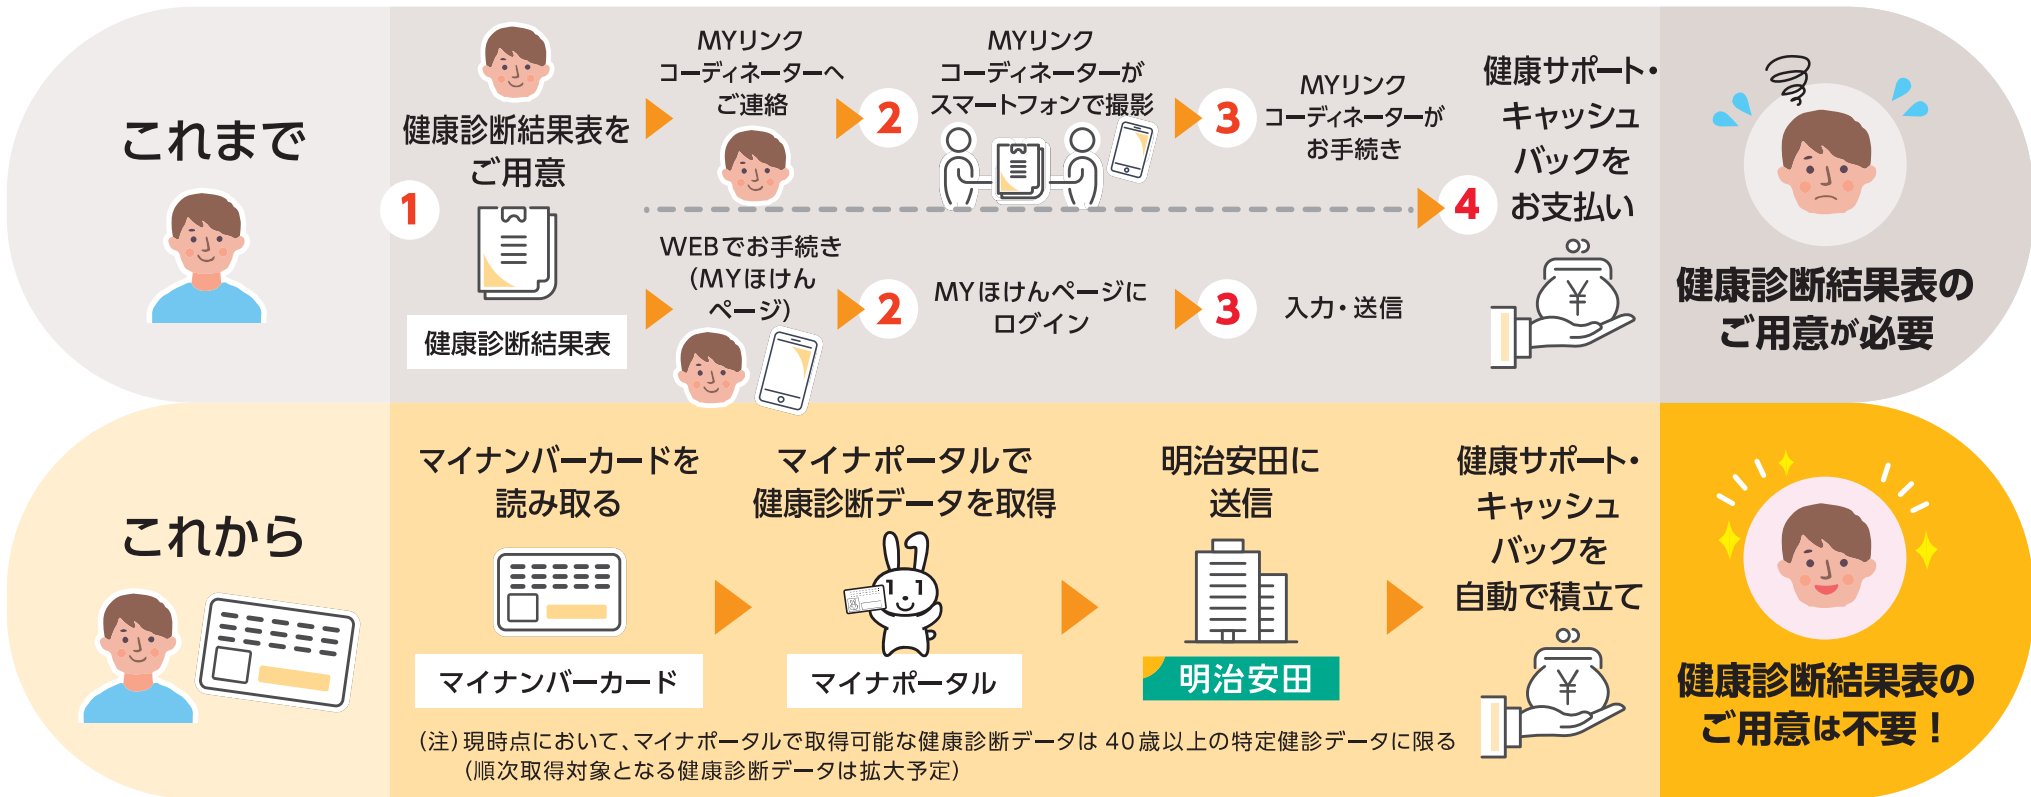 これまで
1
健康診断結果表を
ご用意
健康診断結果表
MYリンク
コーディネーターへ
ご連絡
2
MYリンク
コーディネーターが
スマートフォンで撮影
3
MYリンク
コーディネーターが
お手続き
WEBでお手続き
（MYほけん
ページ）
2
MYほけんページに
ログイン
3
入力・送信
4
健康サポート・
キャッシュ
バックを
お支払い
¥
健康診断結果表の
ご用意が必要
これから
マイナンバーカードを
読み取る
マイナンバーカード
マイナポータルで
健康診断データを取得
マイナポータル
明治安田に
送信
明治安田
健康サポート・
キャッシュ
バックを
自動で積立て
¥
健康診断結果表の
ご用意は不要！
（注）現時点において、マイナポータルで取得可能な健康診断データは 40歳以上の特定健診データに限る
（順次取得対象となる健康診断データは拡大予定）